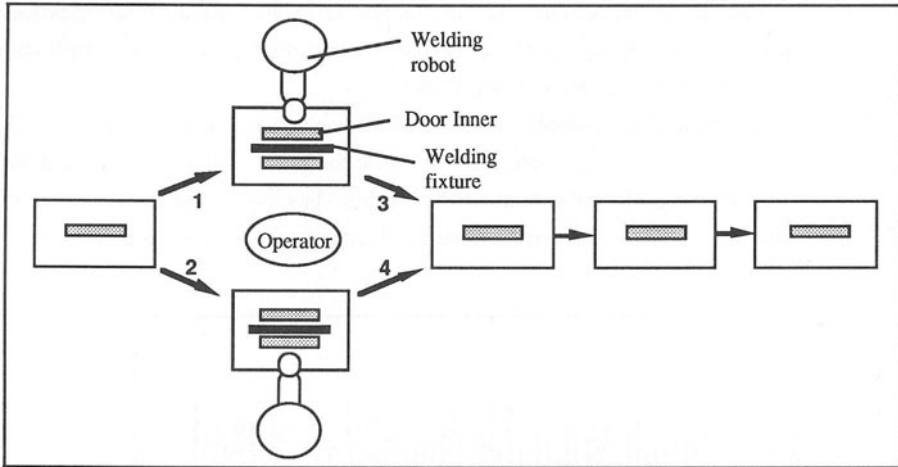 Welding
robot
Door Inner
Welding
fixture
1
3
Operator
2
4